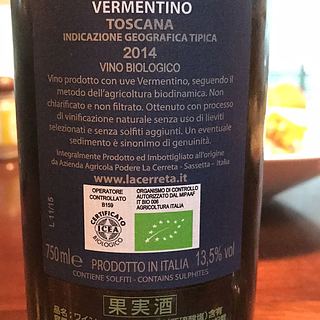 VERMENTINO
TOSCANA
INDICAZIONE GEOGRAFICA TIPICA
2014
VINO BIOLOGICO
Vino prodotto con uve Vermentino, seguendo il
metodo dell'agricoltura biodinamica. Non
chiarificato e non filtrato. Ottenuto con processo
di vinificazione naturale senza uso di lieviti
selezionati e senza solfiti aggiunti. Un eventuale
sedimento è sinonimo di genuinità.
Integralmente Prodotto ed Imbottigliato all'origine
da Azienda Agricola Podere La Cerreta - Sassetta - Italia
www.lacerreta.it
OPERATORE
CONTROLLATO
B159
CERTIFICATO
ICEA
BIOLOGICO
ORGANISMO DI CONTROLLO
AUTORIZZATO DAL MIPAAF
IT BIO 006
AGRICOLTURA ITALIA
L. 11/15
750 ml e PRODOTTO IN ITALIA 13,5% vol
CONTIENE SOLFITI - CONTAINS SULPHITES
果実酒